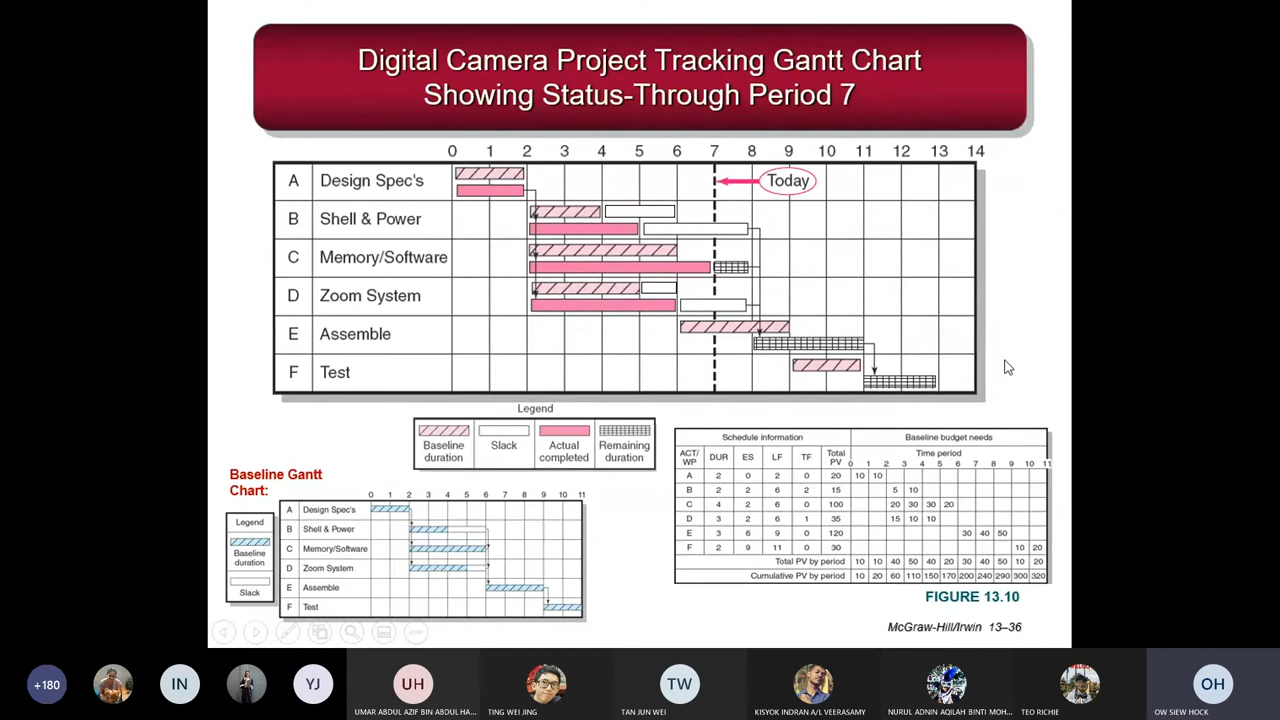 Digital Camera Project Tracking Gantt Chart
Showing Status-Through Period 7
0 1 2 3 4 5 6 7 8 9 10 11 12 13 14
A Design Spec's
Today
B Shell & Power
C Memory/Software
D Zoom System
E Assemble
F Test
Legend
Baseline duration
Slack
Actual completed
Remaining duration
Baseline Gantt
Chart:
Legend
Baseline
duration
Slack
0 1 2 3 4 5 6 7 8 9 10 11
A Design Spec's
B Shell & Power
C Memory/Software
D Zoom System
E Assemble
F Test
Schedule information Baseline budget needs
ACT/WP DUR ES LF TF Total PV Time period
0 1 2 3 4 5 6 7 8 9 10 11
A 2 0 2 0 20 10 10
B 2 2 6 2 15 5 10
C 4 2 6 0 100 20 30 30 20
D 3 2 6 1 35 15 10 10
E 3 6 9 0 120 30 40 50
F 2 9 11 0 30 10 20
Total PV by period 10 10 40 50 40 20 30 40 50 10 20
Cumulative PV by period 10 20 60 110 150 170 200 240 290 300 320
FIGURE 13.10
McGraw-Hill/Irwin 13–36
+180
IN
YJ
UH
UMAR ABDUL AZIF BIN ABDUL HA...
TING WEI JING
TW
TAN JUN WEI
KISYOK INDRAN A/L VEERASAMY
NURUL ADNIN AQILAH BINTI MOH...
TEO RICHIE
OH
OW SIEW HOCK